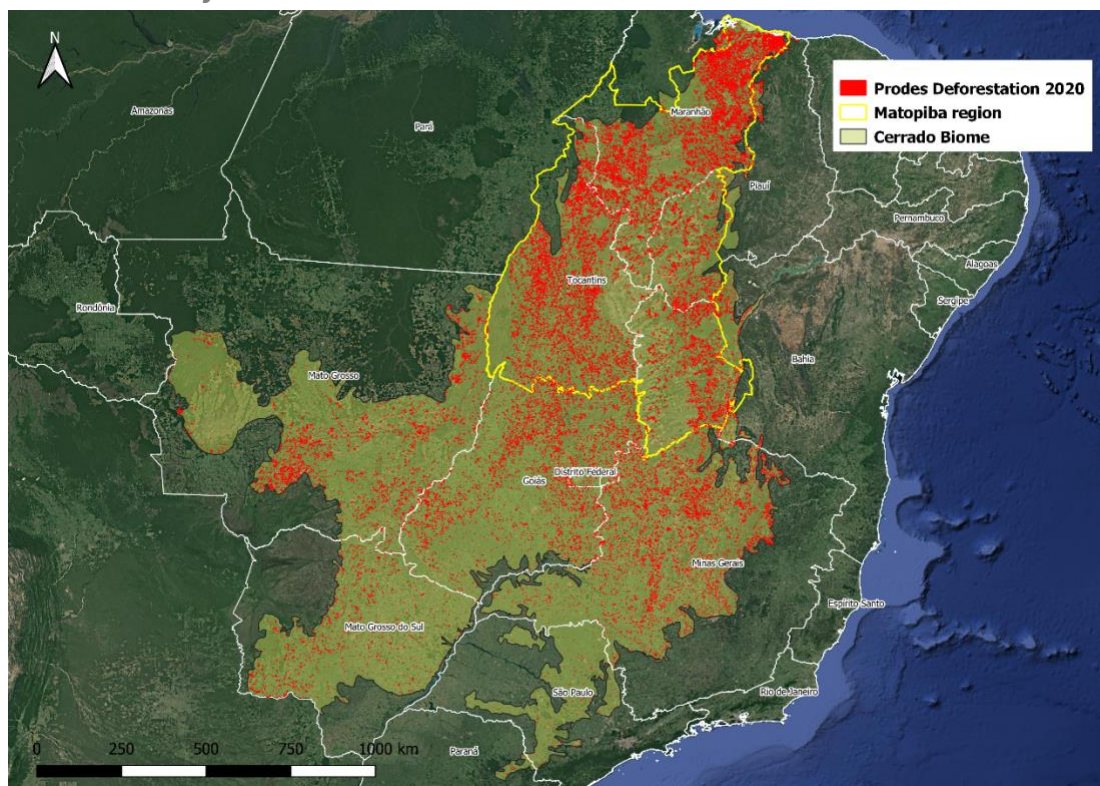 N
Prodes Deforestation 2020
Matopiba region
Cerrado Biome
Amazonas
Pará
Maranhão
Piauí
Pernambuco
Alagoas
Sergipe
Tocantins
Rondônia
Bahia
Mato Grosso
Distrito Federal
Goiás
Minas Gerais
Espírito Santo
Mato Grosso do Sul
São Paulo
Rio de Janeiro
Paraná
0 250 500 750 1000 km